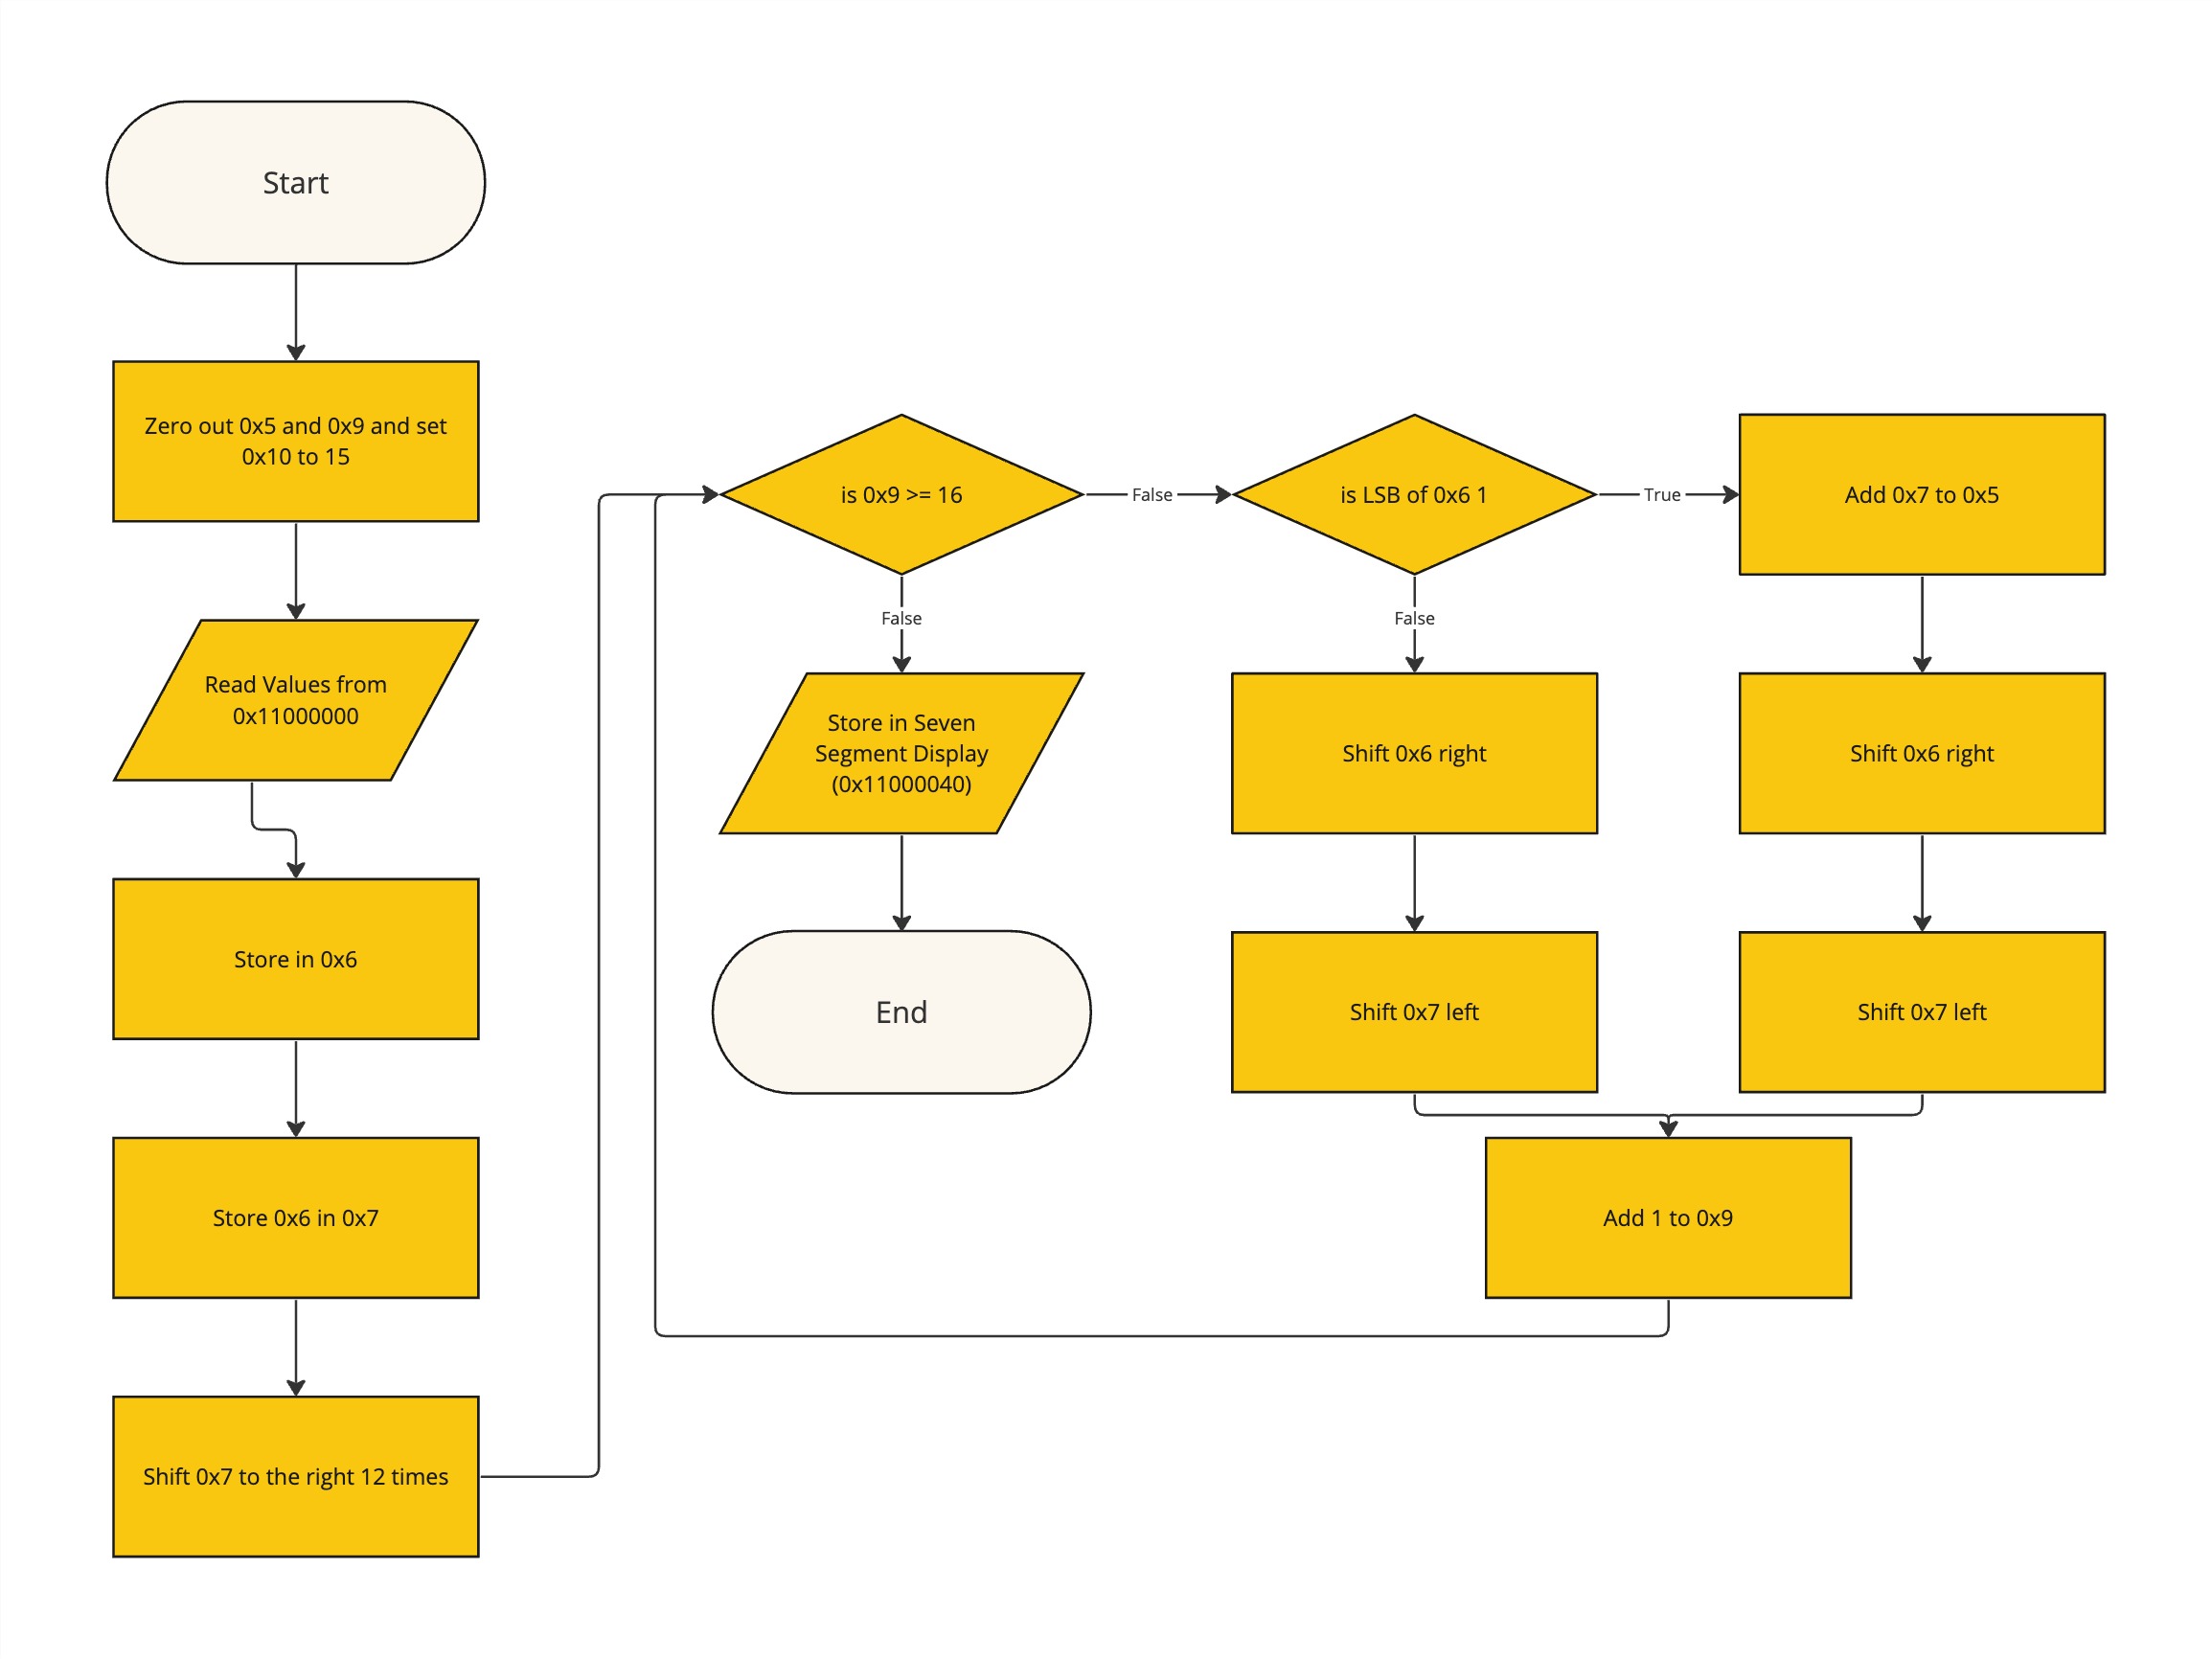 Start
Zero out 0x5 and 0x9 and set
0x10 to 15
Read Values from
0x11000000
Store in 0x6
Store 0x6 in 0x7
Shift 0x7 to the right 12 times
is 0x9 >= 16
False
False
Store in Seven
Segment Display
(0x11000040)
End
is LSB of 0x6 1
True
False
Shift 0x6 right
Shift 0x7 left
Add 0x7 to 0x5
Shift 0x6 right
Shift 0x7 left
Add 1 to 0x9